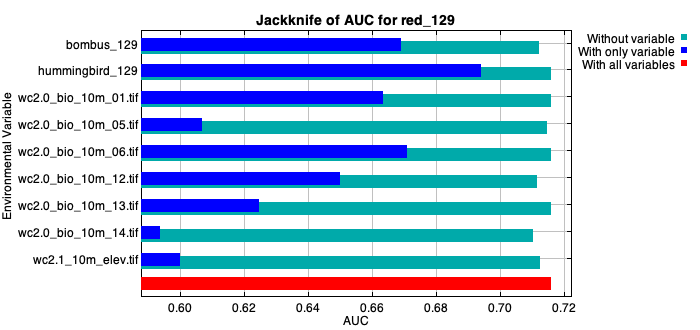 Jackknife of AUC for red_129
Environmental Variable
bombus_129
hummingbird_129
wc2.0_bio_10m_01.tif
wc2.0_bio_10m_05.tif
wc2.0_bio_10m_06.tif
wc2.0_bio_10m_12.tif
wc2.0_bio_10m_13.tif
wc2.0_bio_10m_14.tif
wc2.1_10m_elev.tif
Without variable
With only variable
With all variables
0.60 0.62 0.64 0.66 0.68 0.70 0.72
AUC